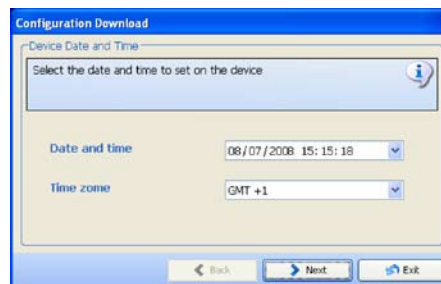 Configuration Download
Device Date and Time
Select the date and time to set on the device
Date and time
08/07/2008 15:15:18
Time zome
GMT +1
Back
Next
Exit